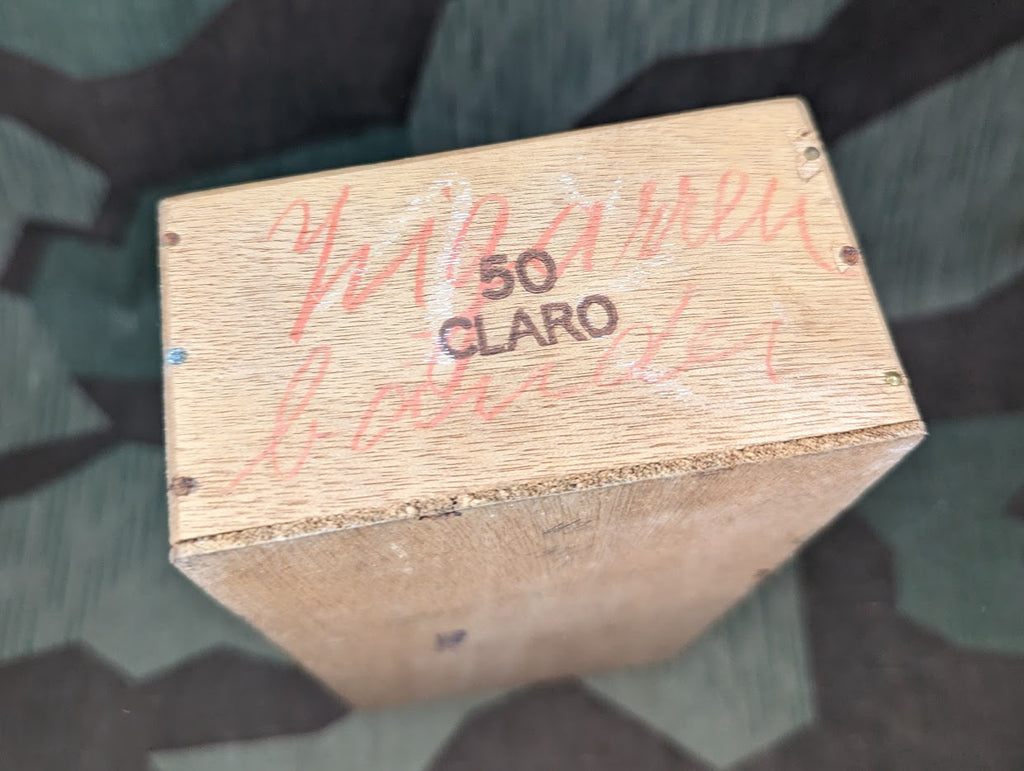 Zigarren
50
CLARO
bänder